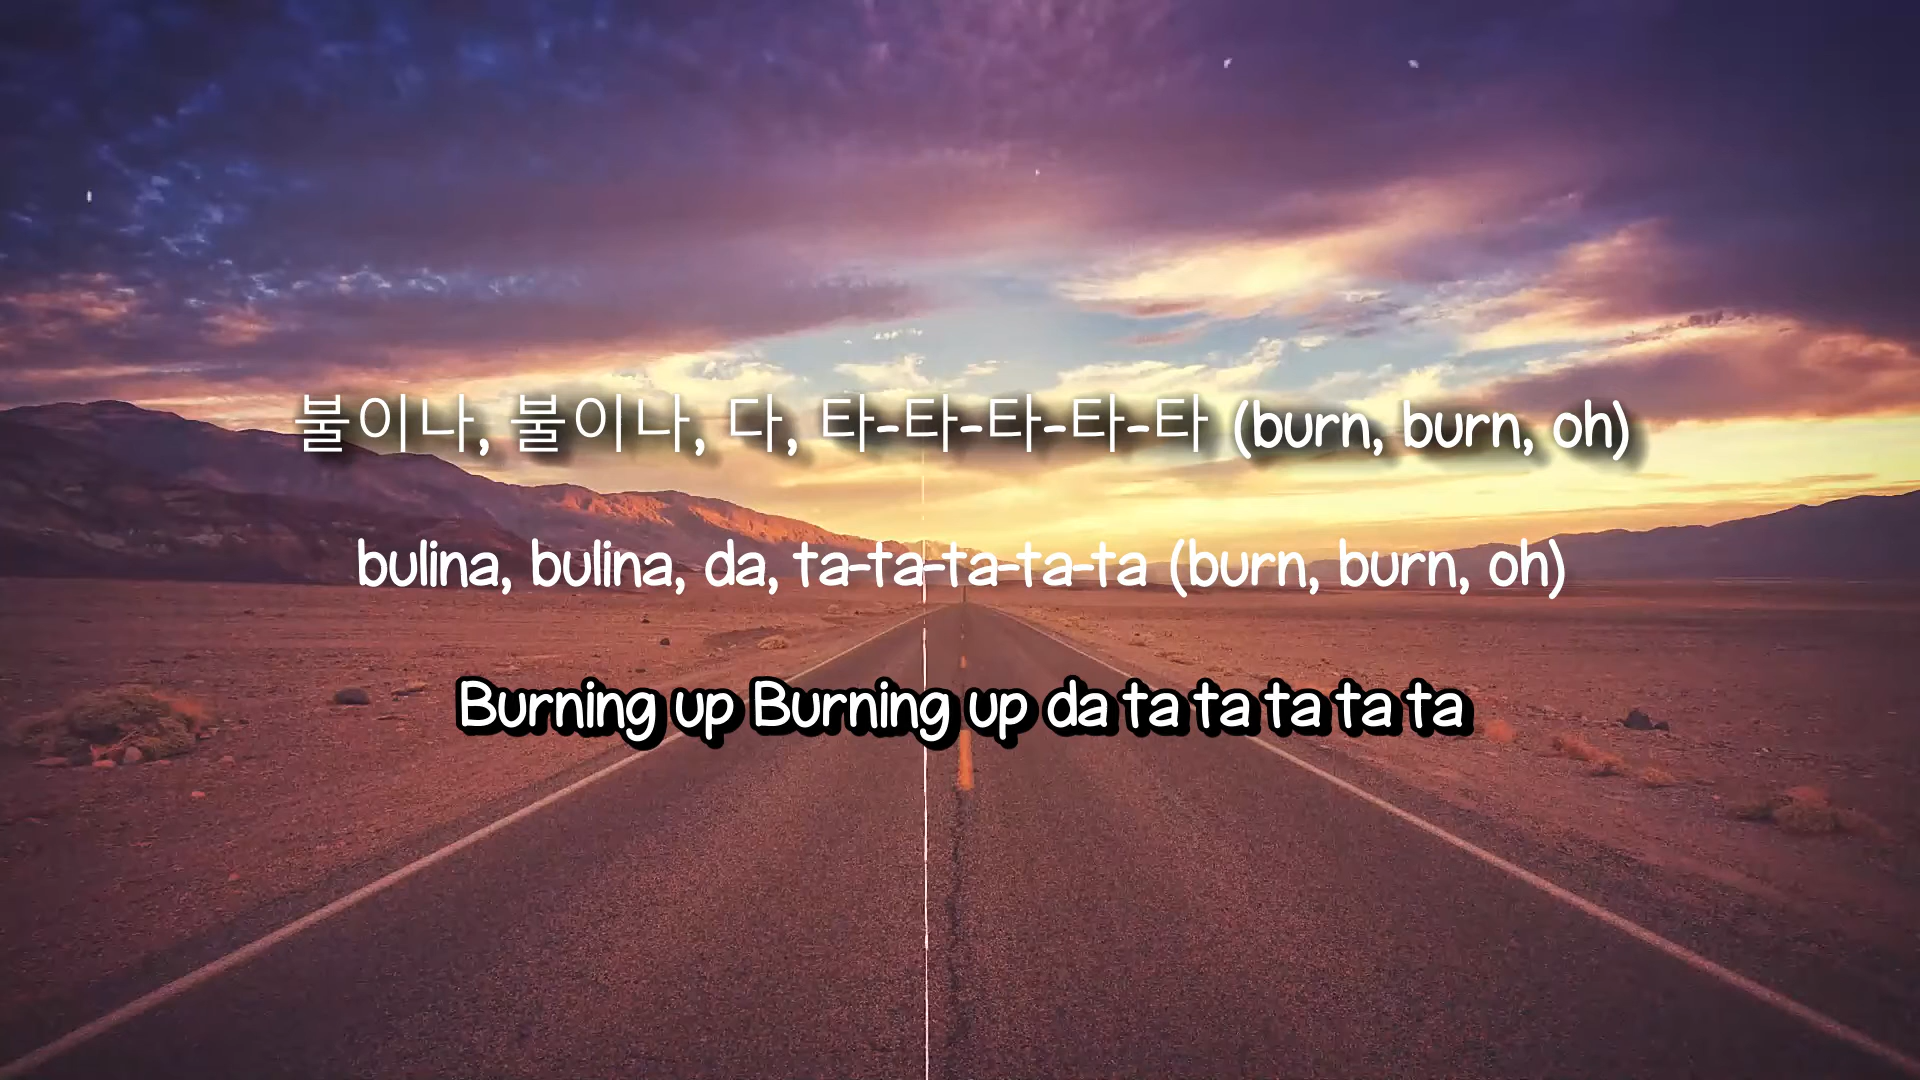 불이나, 불이나, 다, 타-타-타-타-타 (burn, burn, oh)
bulina, bulina, da, ta-ta-ta-ta-ta (burn, burn, oh)
Burning up Burning up da ta ta ta ta ta